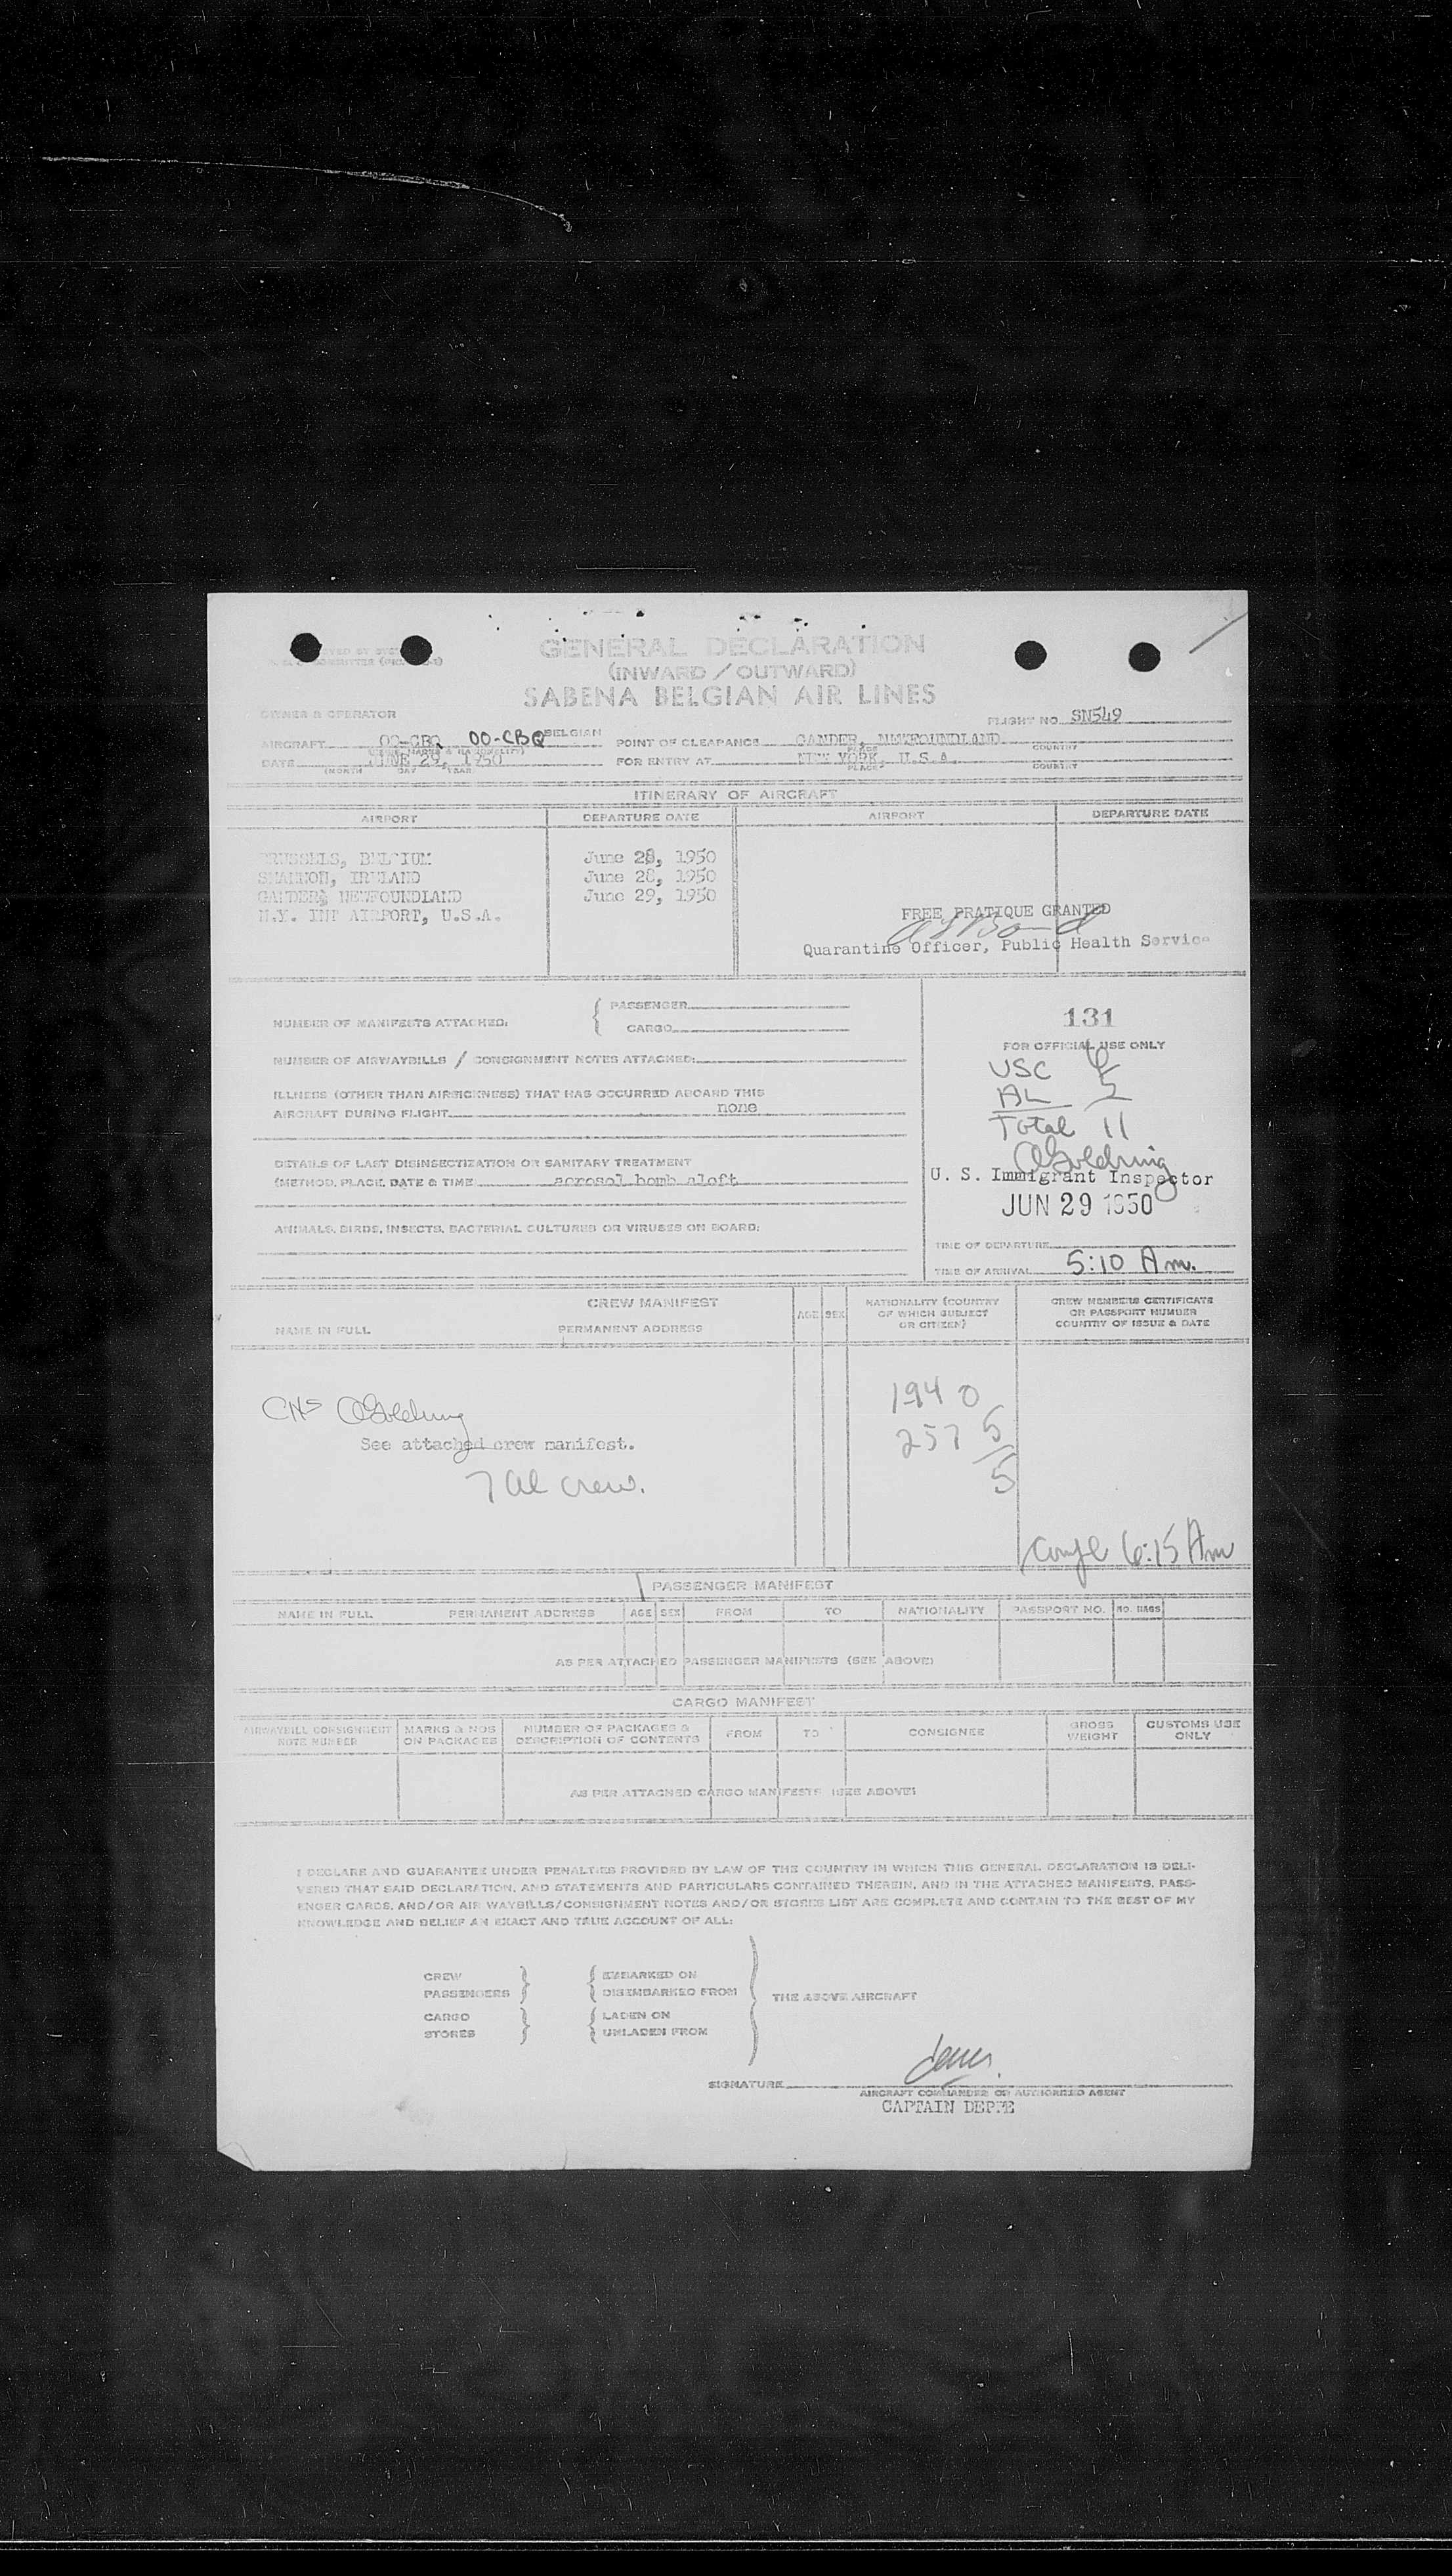 GENERAL DECLARATION
(INWARD / OUTWARD)
SABENA BELGIAN AIR LINES
OWNER & OPERATOR
FLIGHT NO. SN549
AIRCRAFT OO-CBQ OO-CBQ BELGIAN
POINT OF CLEARANCE GANDER, NEWFOUNDLAND
PLACE COUNTRY
DATE JUNE 29, 1950
(MONTH DAY YEAR)
FOR ENTRY AT NEW YORK, U.S.A.
PLACE COUNTRY
ITINERARY OF AIRCRAFT
AIRPORT DEPARTURE DATE AIRPORT DEPARTURE DATE
BRUSSELS, BELGIUM June 28, 1950
SHANNON, IRELAND June 28, 1950
GANDER, NEWFOUNDLAND June 29, 1950
N.Y. INT AIRPORT, U.S.A.
FREE PRATIQUE GRANTED
Quarantine Officer, Public Health Service
NUMBER OF MANIFESTS ATTACHED:
PASSENGER
CARGO
NUMBER OF AIRWAYBILLS / CONSIGNMENT NOTES ATTACHED:
ILLNESS (OTHER THAN AIRSICKNESS) THAT HAS OCCURRED ABOARD THIS
AIRCRAFT DURING FLIGHT none
DETAILS OF LAST DISINSECTIZATION OR SANITARY TREATMENT
(METHOD, PLACE, DATE & TIME aerosol bomb aloft
ANIMALS, BIRDS, INSECTS, BACTERIAL CULTURES OR VIRUSES ON BOARD:
131
FOR OFFICIAL USE ONLY
USC 6
AL 5
Total 11
U. S. Immigrant Inspector
JUN 29 1950
TIME OF DEPARTURE
TIME OF ARRIVAL 5:10 Am.
CREW MANIFEST
NAME IN FULL PERMANENT ADDRESS
AGE SEX
NATIONALITY (COUNTRY
OF WHICH SUBJECT
OR CITIZEN)
CREW MEMBERS CERTIFICATE
OR PASSPORT NUMBER
COUNTRY OF ISSUE & DATE
1940
257 5
5
See attached crew manifest.
7 al crew.
6:15 Am
PASSENGER MANIFEST
NAME IN FULL PERMANENT ADDRESS AGE SEX FROM TO NATIONALITY PASSPORT NO. NO. BAGS
AS PER ATTACHED PASSENGER MANIFESTS (SEE ABOVE)
CARGO MANIFEST
AIRWAYBILL CONSIGNMENT
NOTE NUMBER
MARKS & NOS
ON PACKAGES
NUMBER OF PACKAGES &
DESCRIPTION OF CONTENTS
FROM TO CONSIGNEE
GROSS
WEIGHT
CUSTOMS USE
ONLY
AS PER ATTACHED CARGO MANIFESTS (SEE ABOVE)
I DECLARE AND GUARANTEE UNDER PENALTIES PROVIDED BY LAW OF THE COUNTRY IN WHICH THIS GENERAL DECLARATION IS DELI-
VERED THAT SAID DECLARATION, AND STATEMENTS AND PARTICULARS CONTAINED THEREIN, AND IN THE ATTACHED MANIFESTS, PASS-
ENGER CARDS, AND/OR AIR WAYBILLS/CONSIGNMENT NOTES AND/OR STORES LIST ARE COMPLETE AND CONTAIN TO THE BEST OF MY
KNOWLEDGE AND BELIEF AN EXACT AND TRUE ACCOUNT OF ALL:
CREW
PASSENGERS
EMBARKED ON
DISEMBARKED FROM
THE ABOVE AIRCRAFT
CARGO
STORES
LADEN ON
UNLADEN FROM
SIGNATURE
AIRCRAFT COMMANDER OR AUTHORIZED AGENT
CAPTAIN DEPPE